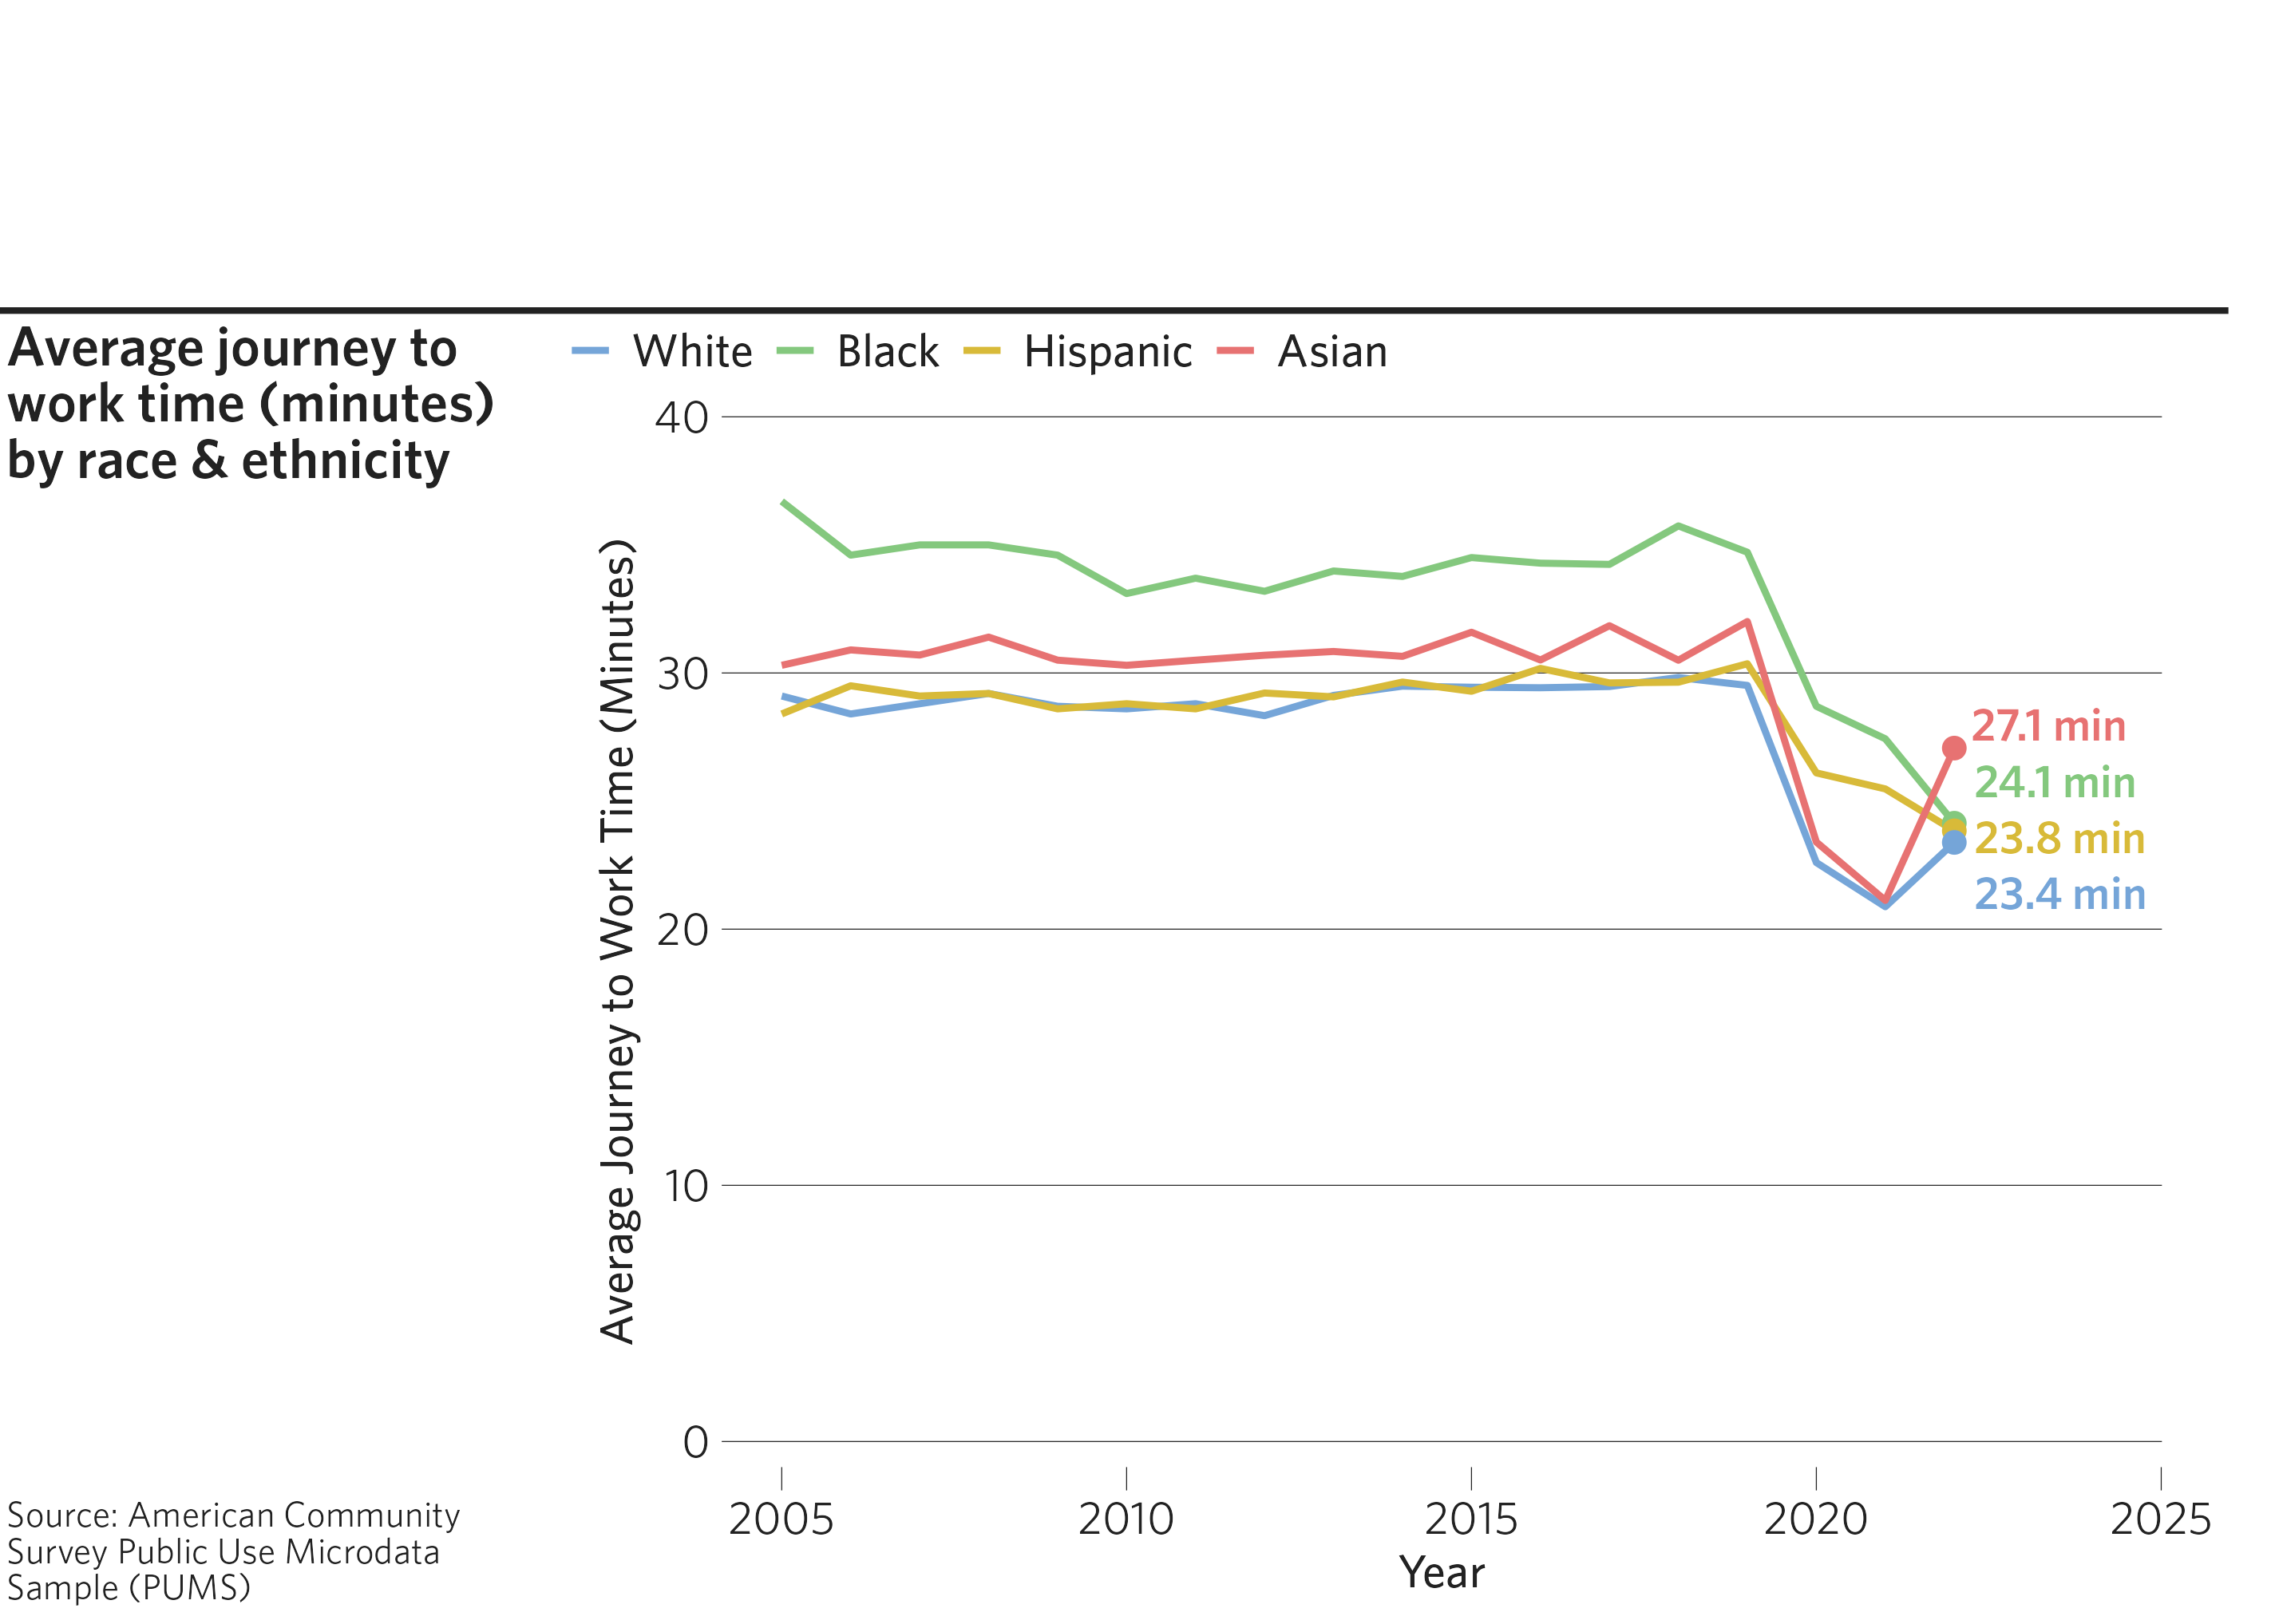 Average journey to
work time (minutes)
by race & ethnicity
White Black Hispanic Asian
Average Journey to Work Time (Minutes)
40
30
20
10
0
27.1 min
24.1 min
23.8 min
23.4 min
2005 2010 2015 2020 2025
Year
Source: American Community
Survey Public Use Microdata
Sample (PUMS)